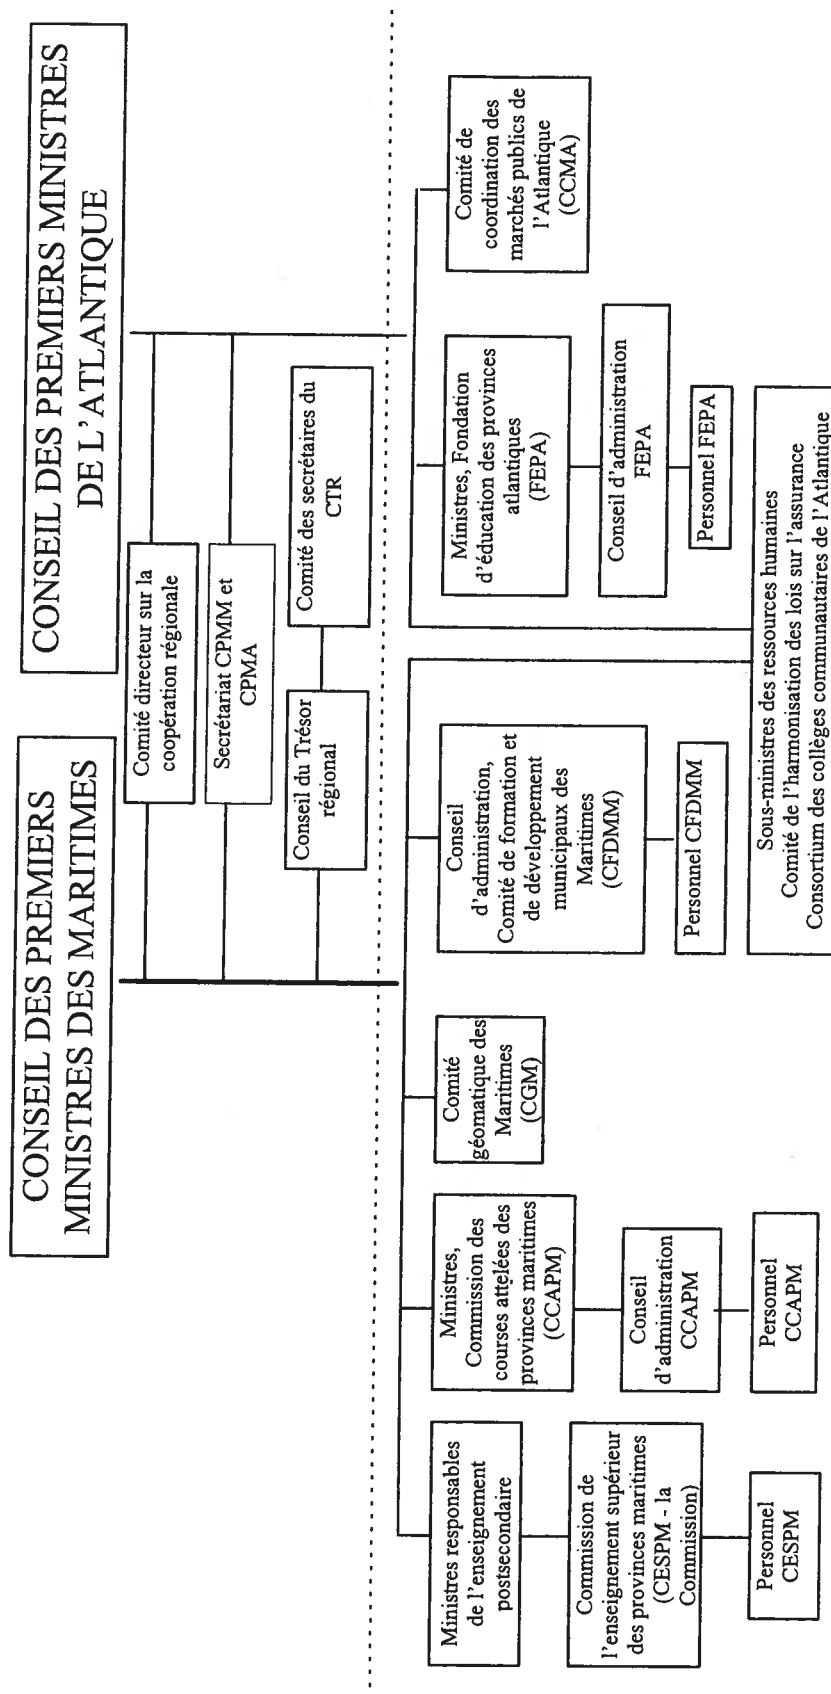 CONSEIL DES PREMIERS
MINISTRES DES MARITIMES
CONSEIL DES PREMIERS MINISTRES
DE L'ATLANTIQUE
Comité directeur sur la
coopération régionale
Secrétariat CPMM et
CPMA
Conseil du Trésor
régional
Comité des secrétaires du
CTR
Ministres responsables
de l'enseignement
postsecondaire
Commission de
l'enseignement supérieur
des provinces maritimes
(CESPM - la
Commission)
Personnel
CESPM
Ministres,
Commission des
courses attelées des
provinces maritimes
(CCAPM)
Conseil
d'administration
CCAPM
Personnel
CCAPM
Comité
géomatique des
Maritimes
(CGM)
Conseil
d'administration,
Comité de formation et
de développement
municipaux des
Maritimes
(CFDMM)
Personnel CFDMM
Ministres, Fondation
d'éducation des provinces
atlantiques
(FEPA)
Conseil d'administration
FEPA
Personnel FEPA
Comité de
coordination des
marchés publics de
l'Atlantique
(CCMA)
Sous-ministres des ressources humaines
Comité de l'harmonisation des lois sur l'assurance
Consortium des collèges communautaires de l'Atlantique